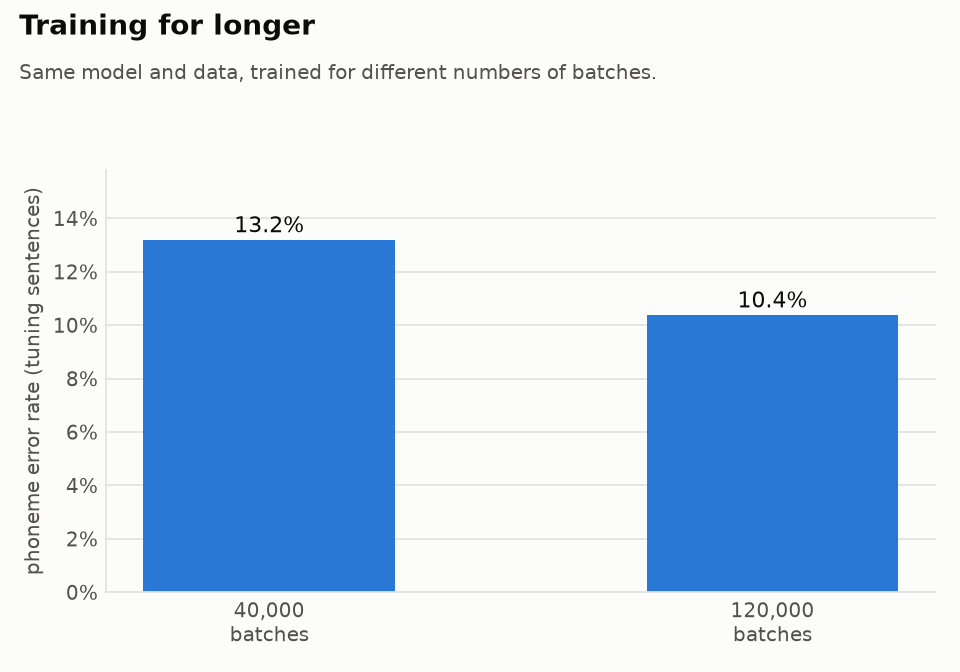 Training for longer
Same model and data, trained for different numbers of batches.
phoneme error rate (tuning sentences)
14%
12%
10%
8%
6%
4%
2%
0%
13.2%
10.4%
40,000
batches
120,000
batches